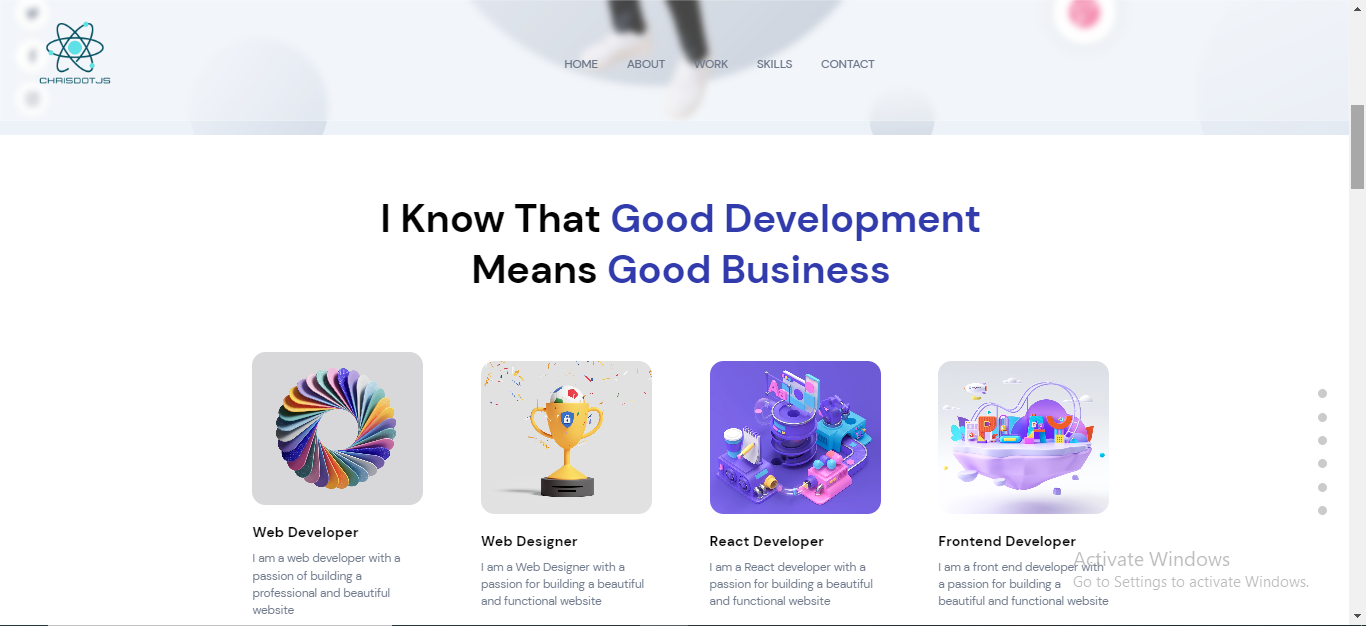 CHRISDOTJS
HOME ABOUT WORK SKILLS CONTACT
I Know That Good Development
Means Good Business
Aa
Web Developer
I am a web developer with a
passion of building a
professional and beautiful
website
Web Designer
I am a Web Designer with a
passion for building a beautiful
and functional website
React Developer
I am a React developer with a
passion for building a beautiful
and functional website
Frontend Developer
I am a front end developer with
a passion for building a
beautiful and functional website
Activate Windows
Go to Settings to activate Windows.